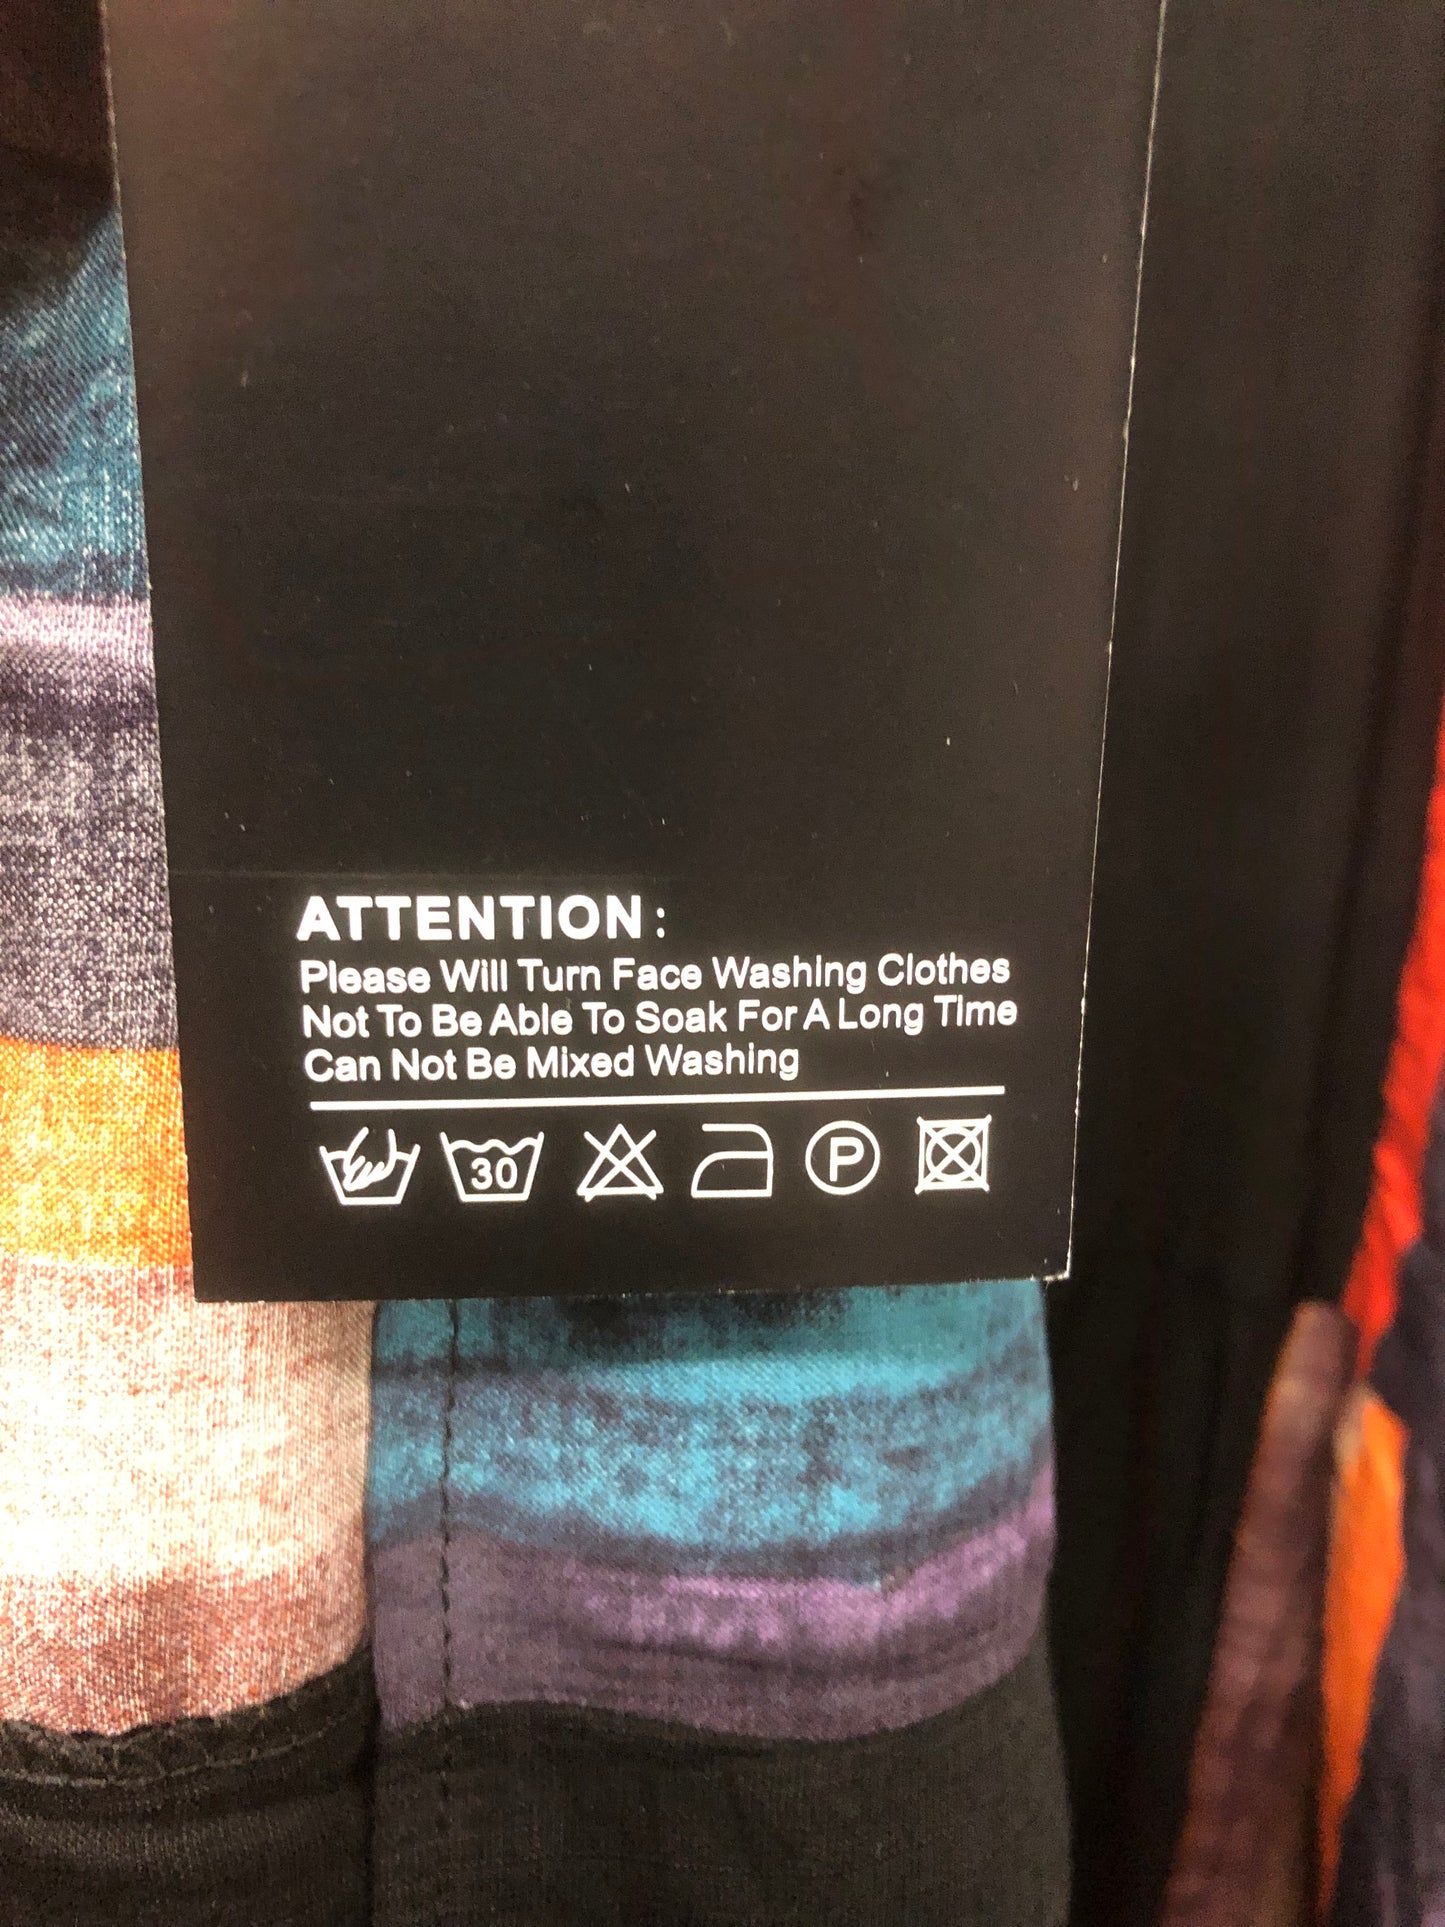 ATTENTION:
Please Will Turn Face Washing Clothes
Not To Be Able To Soak For A Long Time
Can Not Be Mixed Washing
30 P